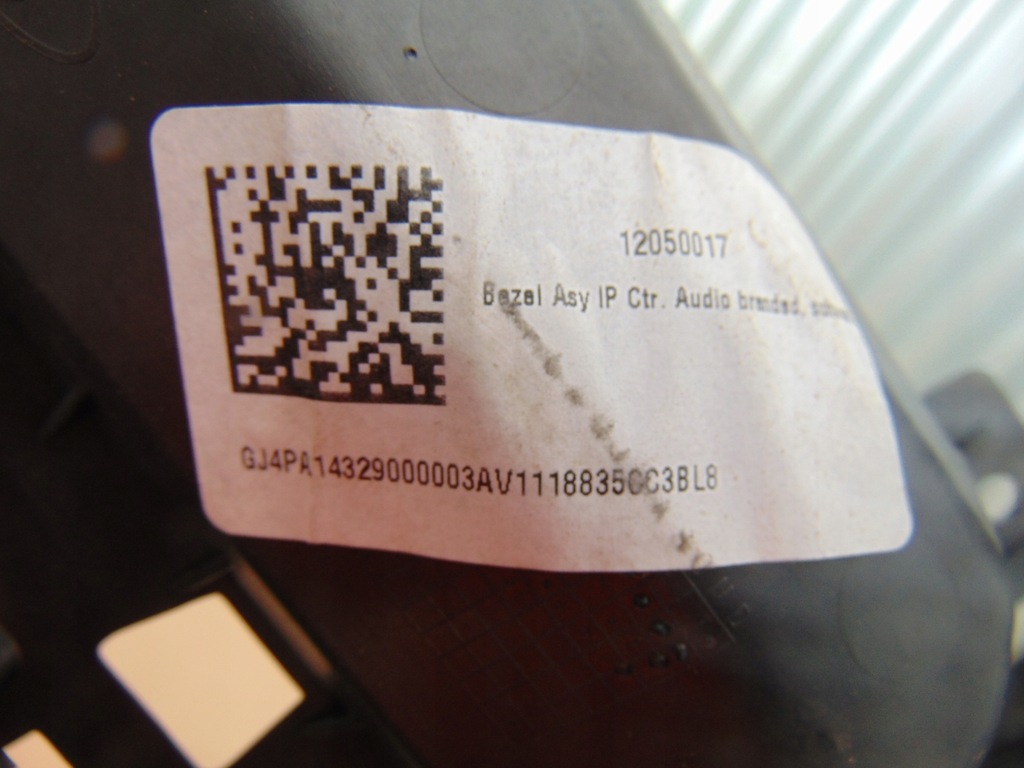 12050017
Bezel Asy IP Ctr. Audio branded,
GJ4PA14329000003AV1118835CC3BL8